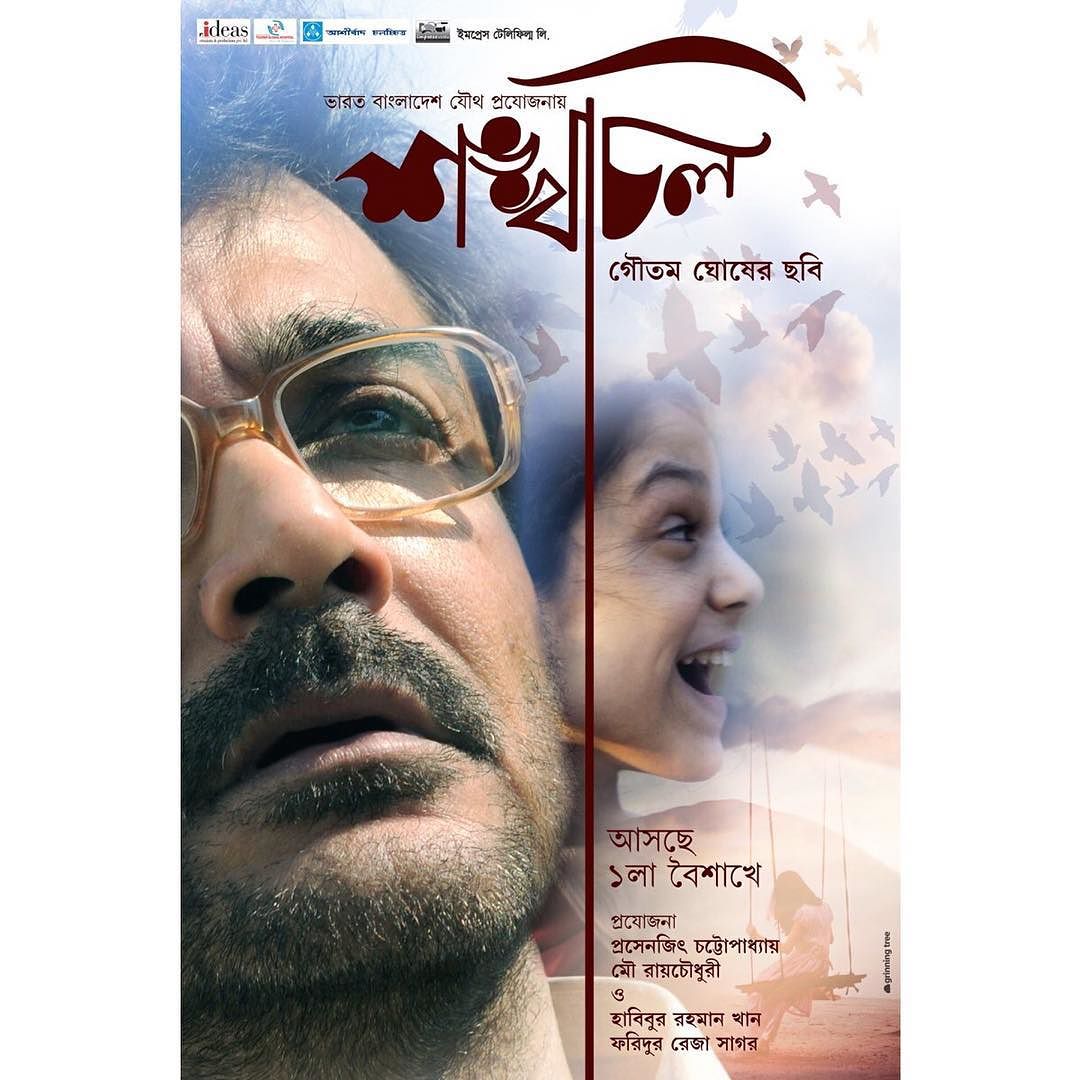 ideas
আশীর্বাদ চলচ্চিত্র
ইমপ্রেস টেলিফিল্ম লি.
ভারত বাংলাদেশ যৌথ প্রযোজনায়
শঙ্খচিল
গৌতম ঘোষের ছবি
আসছে
১লা বৈশাখে
প্রযোজনা
প্রসেনজিৎ চট্টোপাধ্যায়
মৌ রায়চৌধুরী
ও
হাবিবুর রহমান খান
ফরিদুর রেজা সাগর
grinning tree